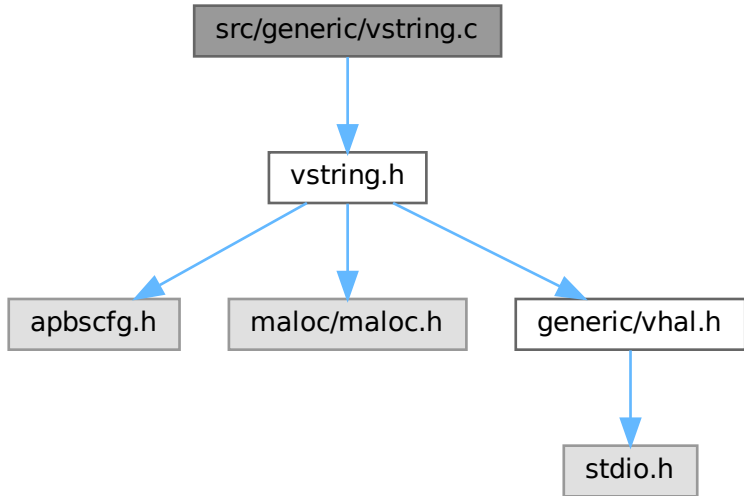 src/generic/vstring.c
vstring.h
apbscfg.h
maloc/maloc.h
generic/vhal.h
stdio.h